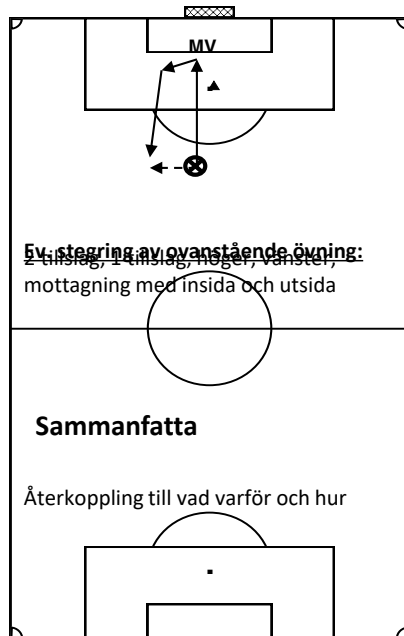 MV
Ev. stegring av ovanstående övning:
2 tillslag, 1 tillslag, höger, vänster,
mottagning med insida och utsida
Sammanfatta
Återkoppling till vad varför och hur